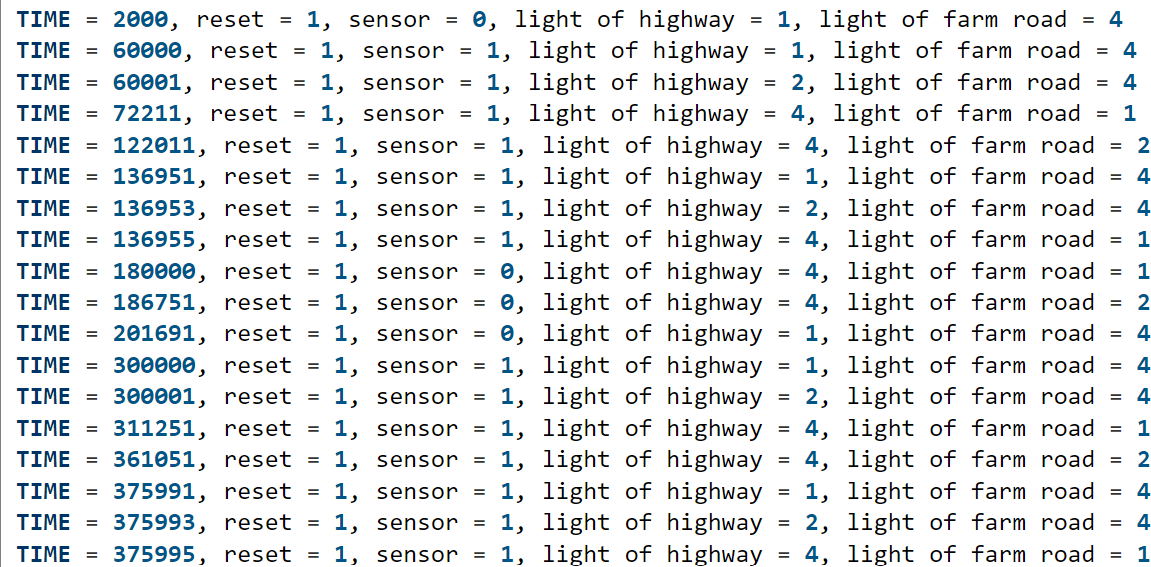 TIME = 2000, reset = 1, sensor = 0, light of highway = 1, light of farm road = 4
TIME = 60000, reset = 1, sensor = 1, light of highway = 1, light of farm road = 4
TIME = 60001, reset = 1, sensor = 1, light of highway = 2, light of farm road = 4
TIME = 72211, reset = 1, sensor = 1, light of highway = 4, light of farm road = 1
TIME = 122011, reset = 1, sensor = 1, light of highway = 4, light of farm road = 2
TIME = 136951, reset = 1, sensor = 1, light of highway = 1, light of farm road = 4
TIME = 136953, reset = 1, sensor = 1, light of highway = 2, light of farm road = 4
TIME = 136955, reset = 1, sensor = 1, light of highway = 4, light of farm road = 1
TIME = 180000, reset = 1, sensor = 0, light of highway = 4, light of farm road = 1
TIME = 186751, reset = 1, sensor = 0, light of highway = 4, light of farm road = 2
TIME = 201691, reset = 1, sensor = 0, light of highway = 1, light of farm road = 4
TIME = 300000, reset = 1, sensor = 1, light of highway = 1, light of farm road = 4
TIME = 300001, reset = 1, sensor = 1, light of highway = 2, light of farm road = 4
TIME = 311251, reset = 1, sensor = 1, light of highway = 4, light of farm road = 1
TIME = 361051, reset = 1, sensor = 1, light of highway = 4, light of farm road = 2
TIME = 375991, reset = 1, sensor = 1, light of highway = 1, light of farm road = 4
TIME = 375993, reset = 1, sensor = 1, light of highway = 2, light of farm road = 4
TIME = 375995, reset = 1, sensor = 1, light of highway = 4, light of farm road = 1